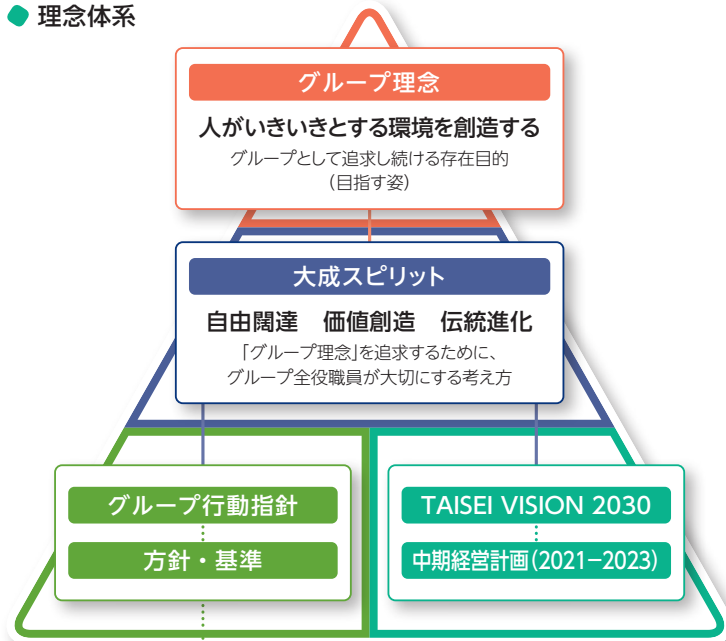 理念体系
グループ理念
人がいきいきとする環境を創造する
グループとして追求し続ける存在目的
(目指す姿)
大成スピリット
自由闊達 価値創造 伝統進化
「グループ理念」を追求するために、
グループ全役職員が大切にする考え方
グループ行動指針
方針・基準
TAISEI VISION 2030
中期経営計画(2021−2023)